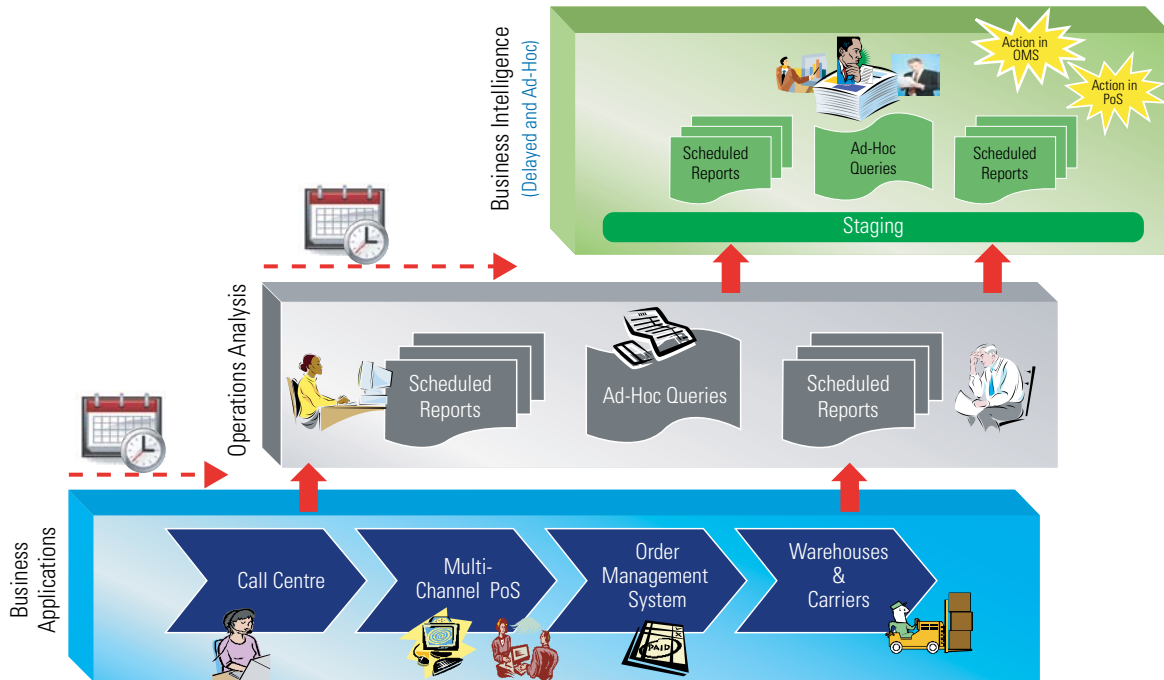 Business Intelligence
(Delayed and Ad-Hoc)
Action in
OMS
Action in
PoS
Scheduled
Reports
Ad-Hoc
Queries
Scheduled
Reports
Staging
Operations Analysis
Scheduled
Reports
Ad-Hoc Queries
Scheduled
Reports
Business
Applications
Call Centre
Multi-
Channel PoS
Order
Management
System
Warehouses
&
Carriers
PAID